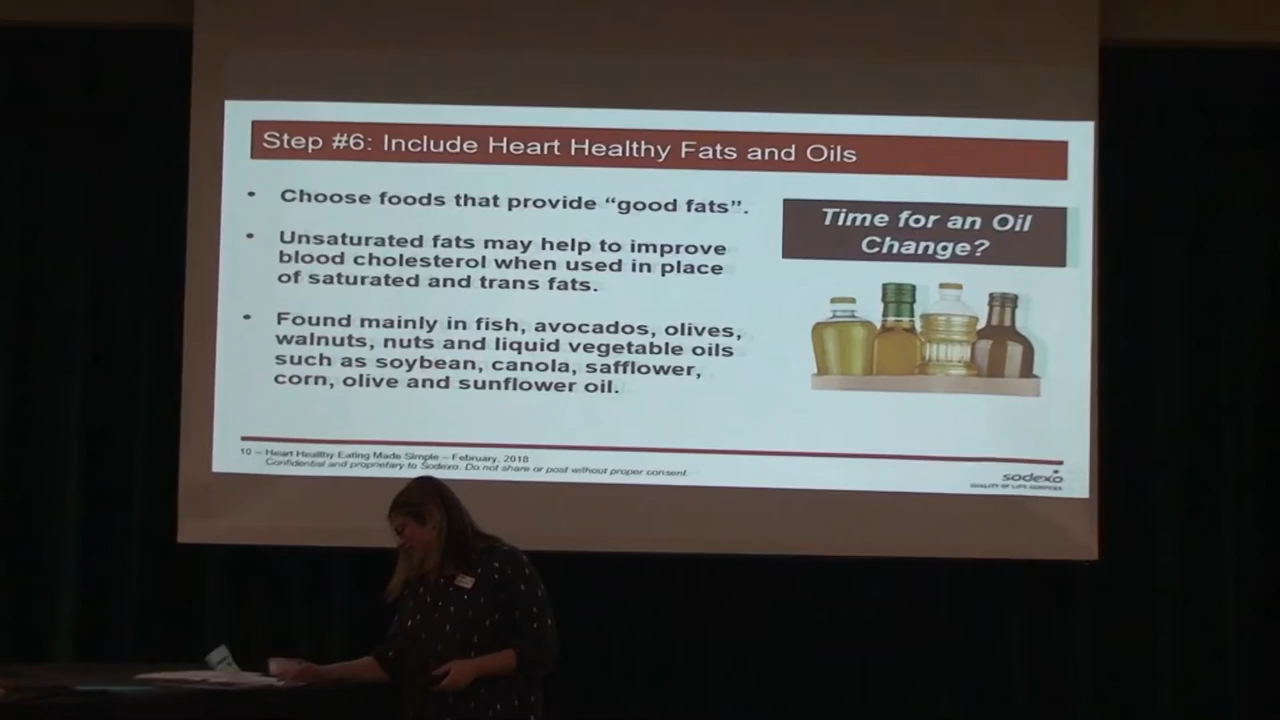 Step #6: Include Heart Healthy Fats and Oils
• Choose foods that provide “good fats”.
• Unsaturated fats may help to improve
blood cholesterol when used in place
of saturated and trans fats.
• Found mainly in fish, avocados, olives,
walnuts, nuts and liquid vegetable oils
such as soybean, canola, safflower,
corn, olive and sunflower oil.
Time for an Oil
Change?
10 – Heart Healthy Eating Made Simple – February, 2018
Confidential and proprietary to Sodexo. Do not share or post without proper consent.
sodexo
QUALITY OF LIFE SERVICES